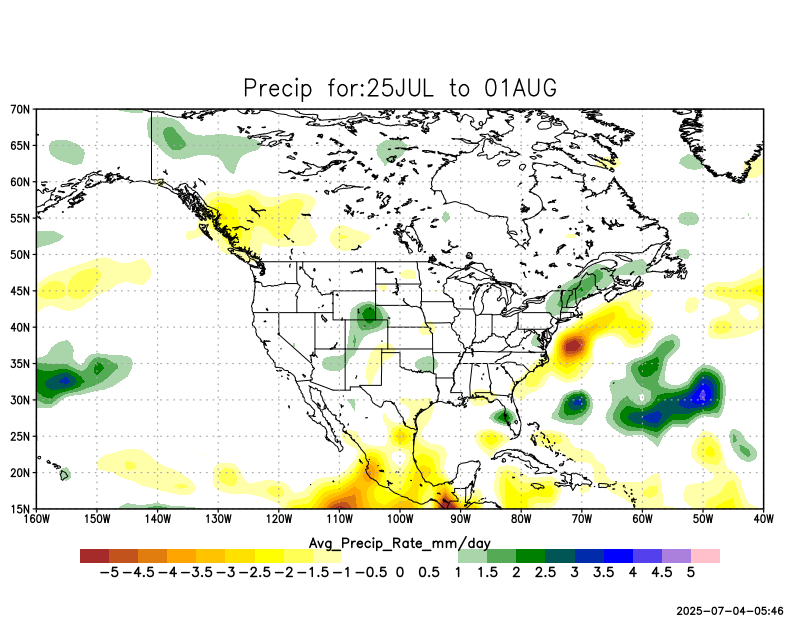 Precip for:25JUL to 01AUG
70N
65N
60N
55N
50N
45N
40N
35N
30N
25N
20N
15N
160W 150W 140W 130W 120W 110W 100W 90W 80W 70W 60W 50W 40W
Avg_Precip_Rate_mm/day
-5 -4.5 -4 -3.5 -3 -2.5 -2 -1.5 -1 -0.5 0 0.5 1 1.5 2 2.5 3 3.5 4 4.5 5
2025-07-04-05:46